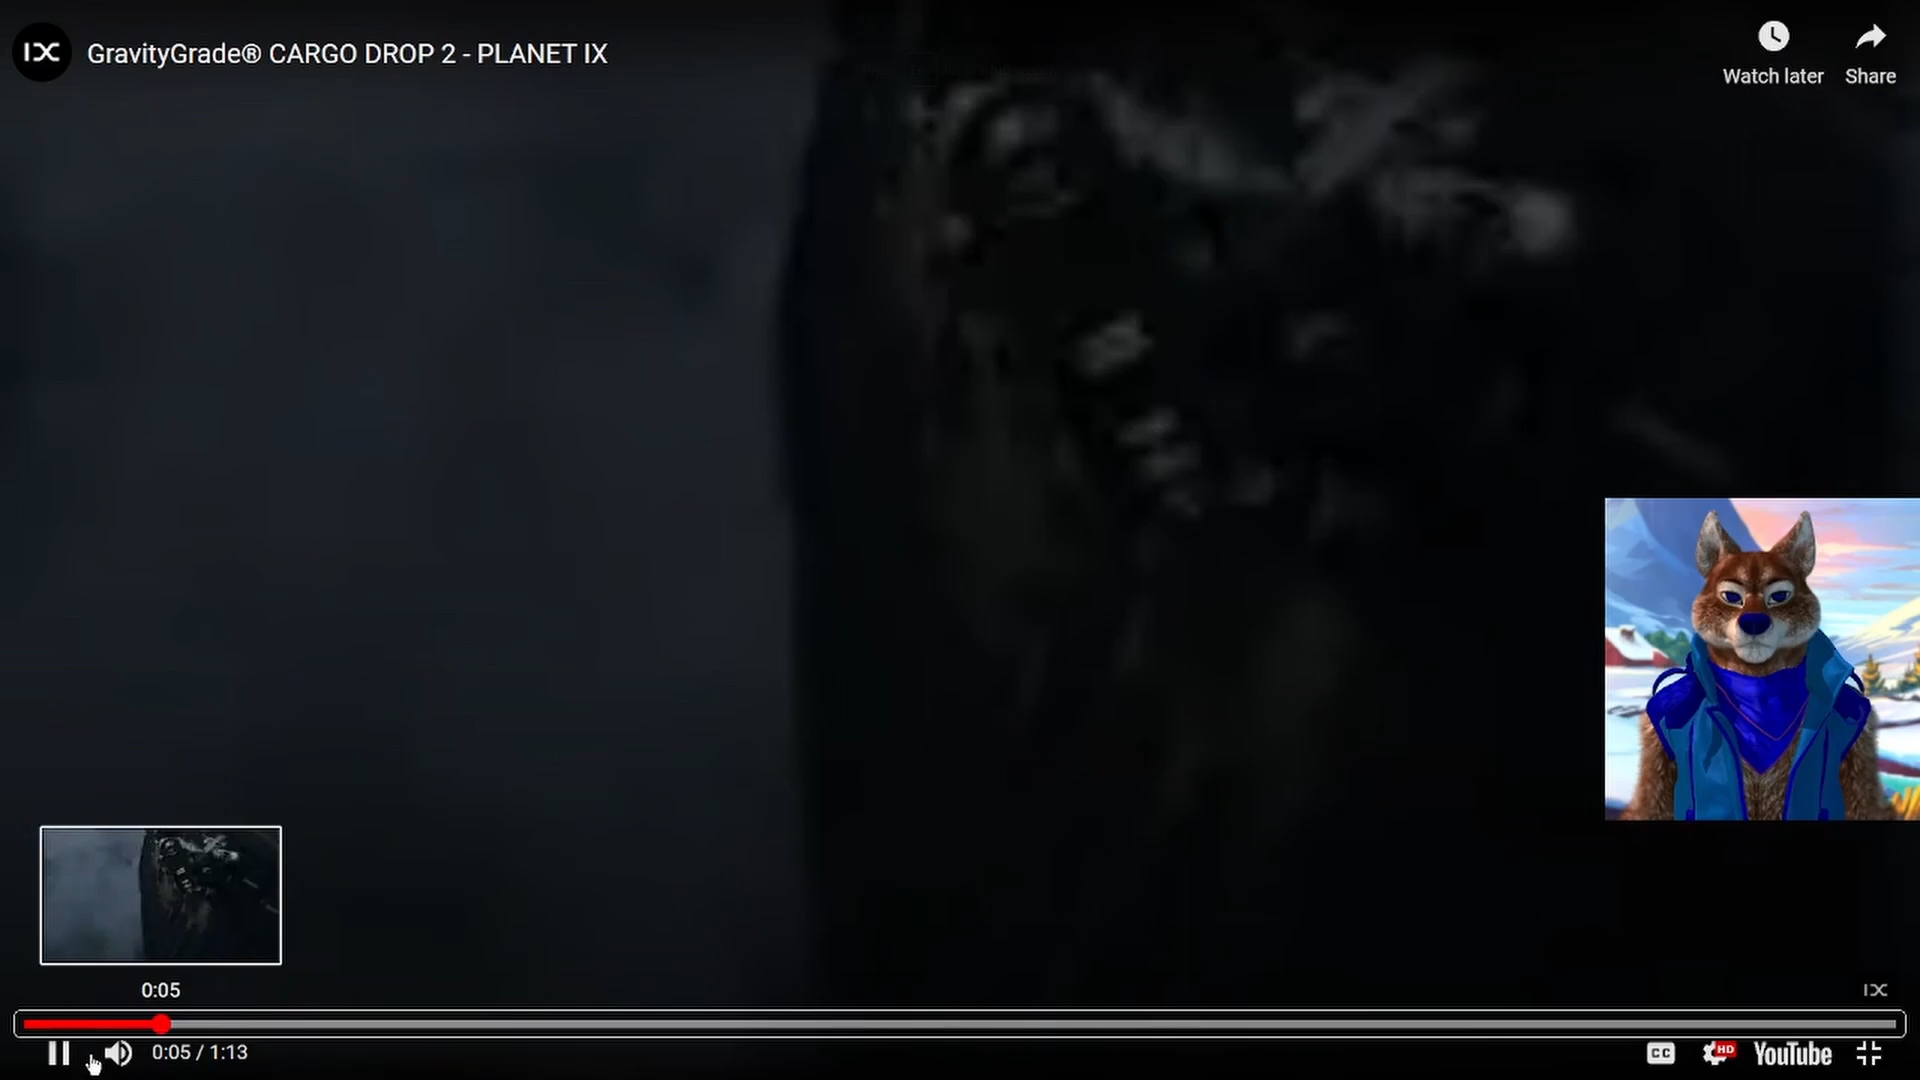 IX
GravityGrade® CARGO DROP 2 - PLANET IX
Watch later
Share
0:05
IX
0:05 / 1:13
CC
HD
YouTube